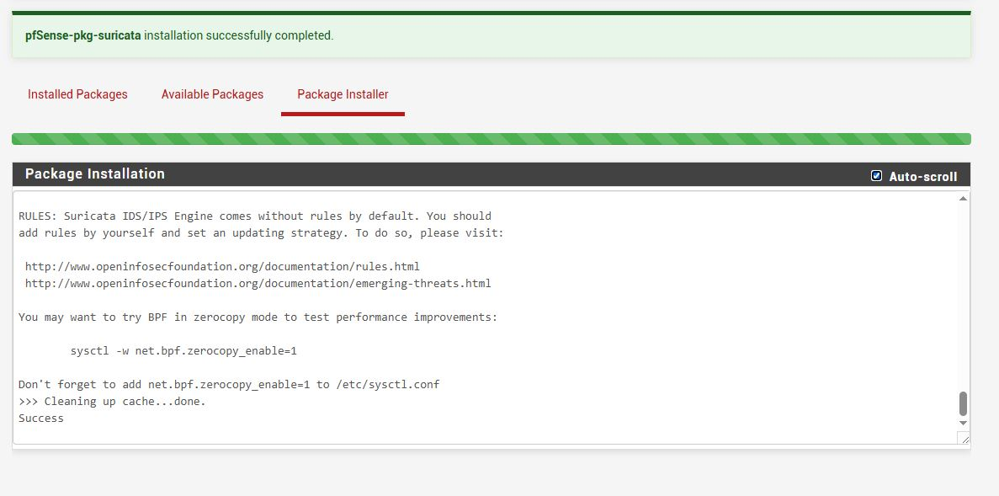 pfSense-pkg-suricata installation successfully completed.
Installed Packages
Available Packages
Package Installer
Package Installation
Auto-scroll
RULES: Suricata IDS/IPS Engine comes without rules by default. You should
add rules by yourself and set an updating strategy. To do so, please visit:
http://www.openinfosecfoundation.org/documentation/rules.html
http://www.openinfosecfoundation.org/documentation/emerging-threats.html
You may want to try BPF in zerocopy mode to test performance improvements:
sysctl -w net.bpf.zerocopy_enable=1
Don't forget to add net.bpf.zerocopy_enable=1 to /etc/sysctl.conf
>>> Cleaning up cache...done.
Success